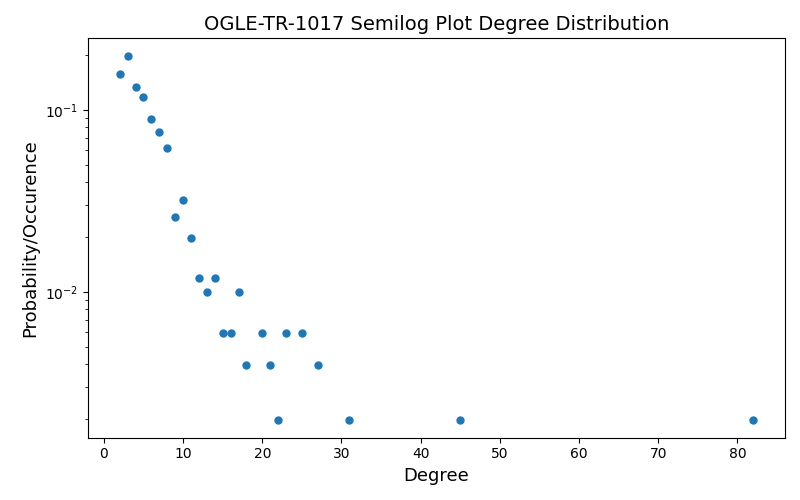 OGLE-TR-1017 Semilog Plot Degree Distribution
Probability/Occurence
10⁻¹
10⁻²
0 10 20 30 40 50 60 70 80
Degree